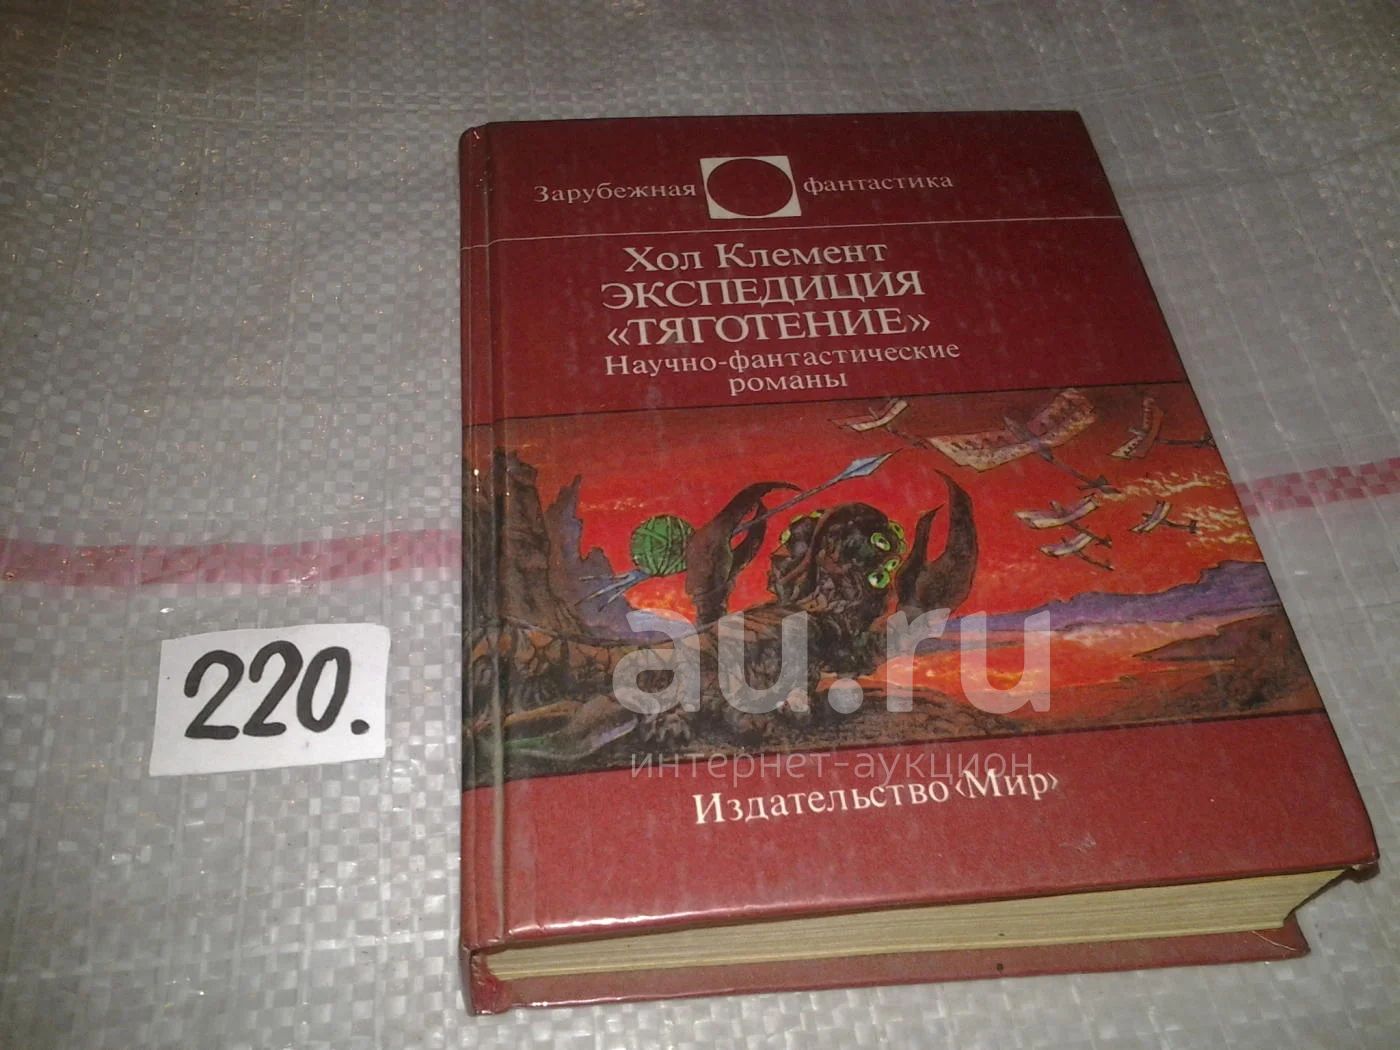 Зарубежная фантастика
Хол Клемент
ЭКСПЕДИЦИЯ
«ТЯГОТЕНИЕ»
Научно-фантастические
романы
220.
au.ru
интернет-аукцион
Издательство ‹Мир›